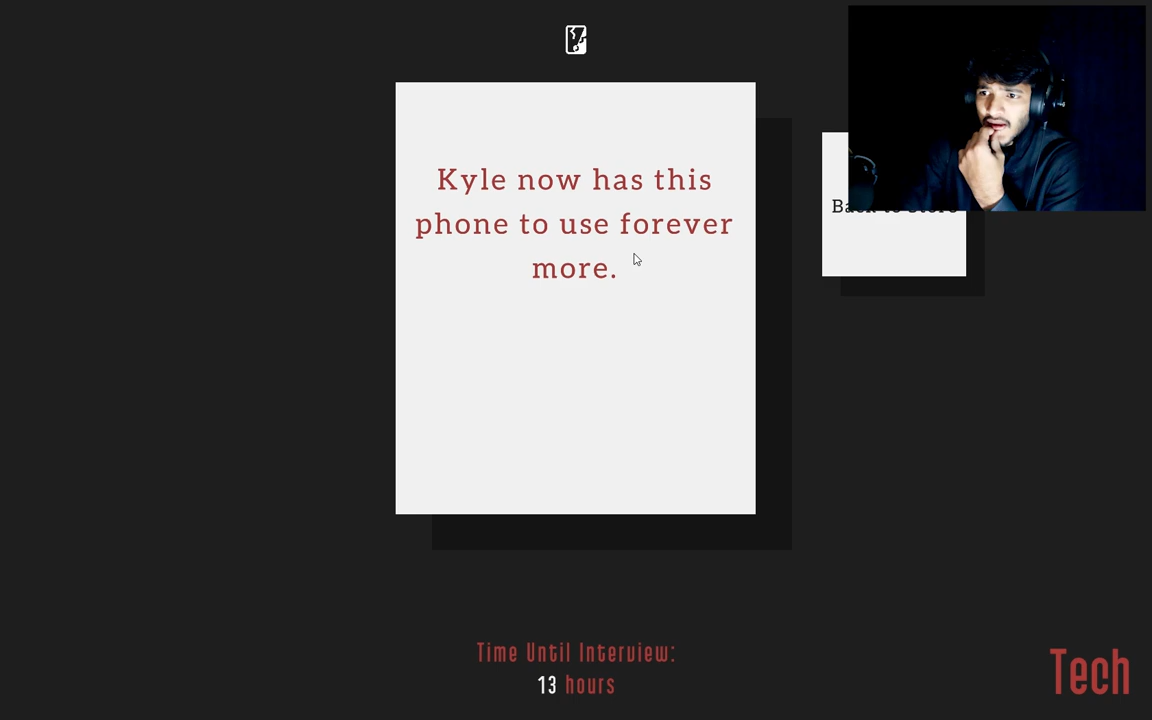 Kyle now has this
phone to use forever
more.
Time Until Interview:
13 hours
Tech